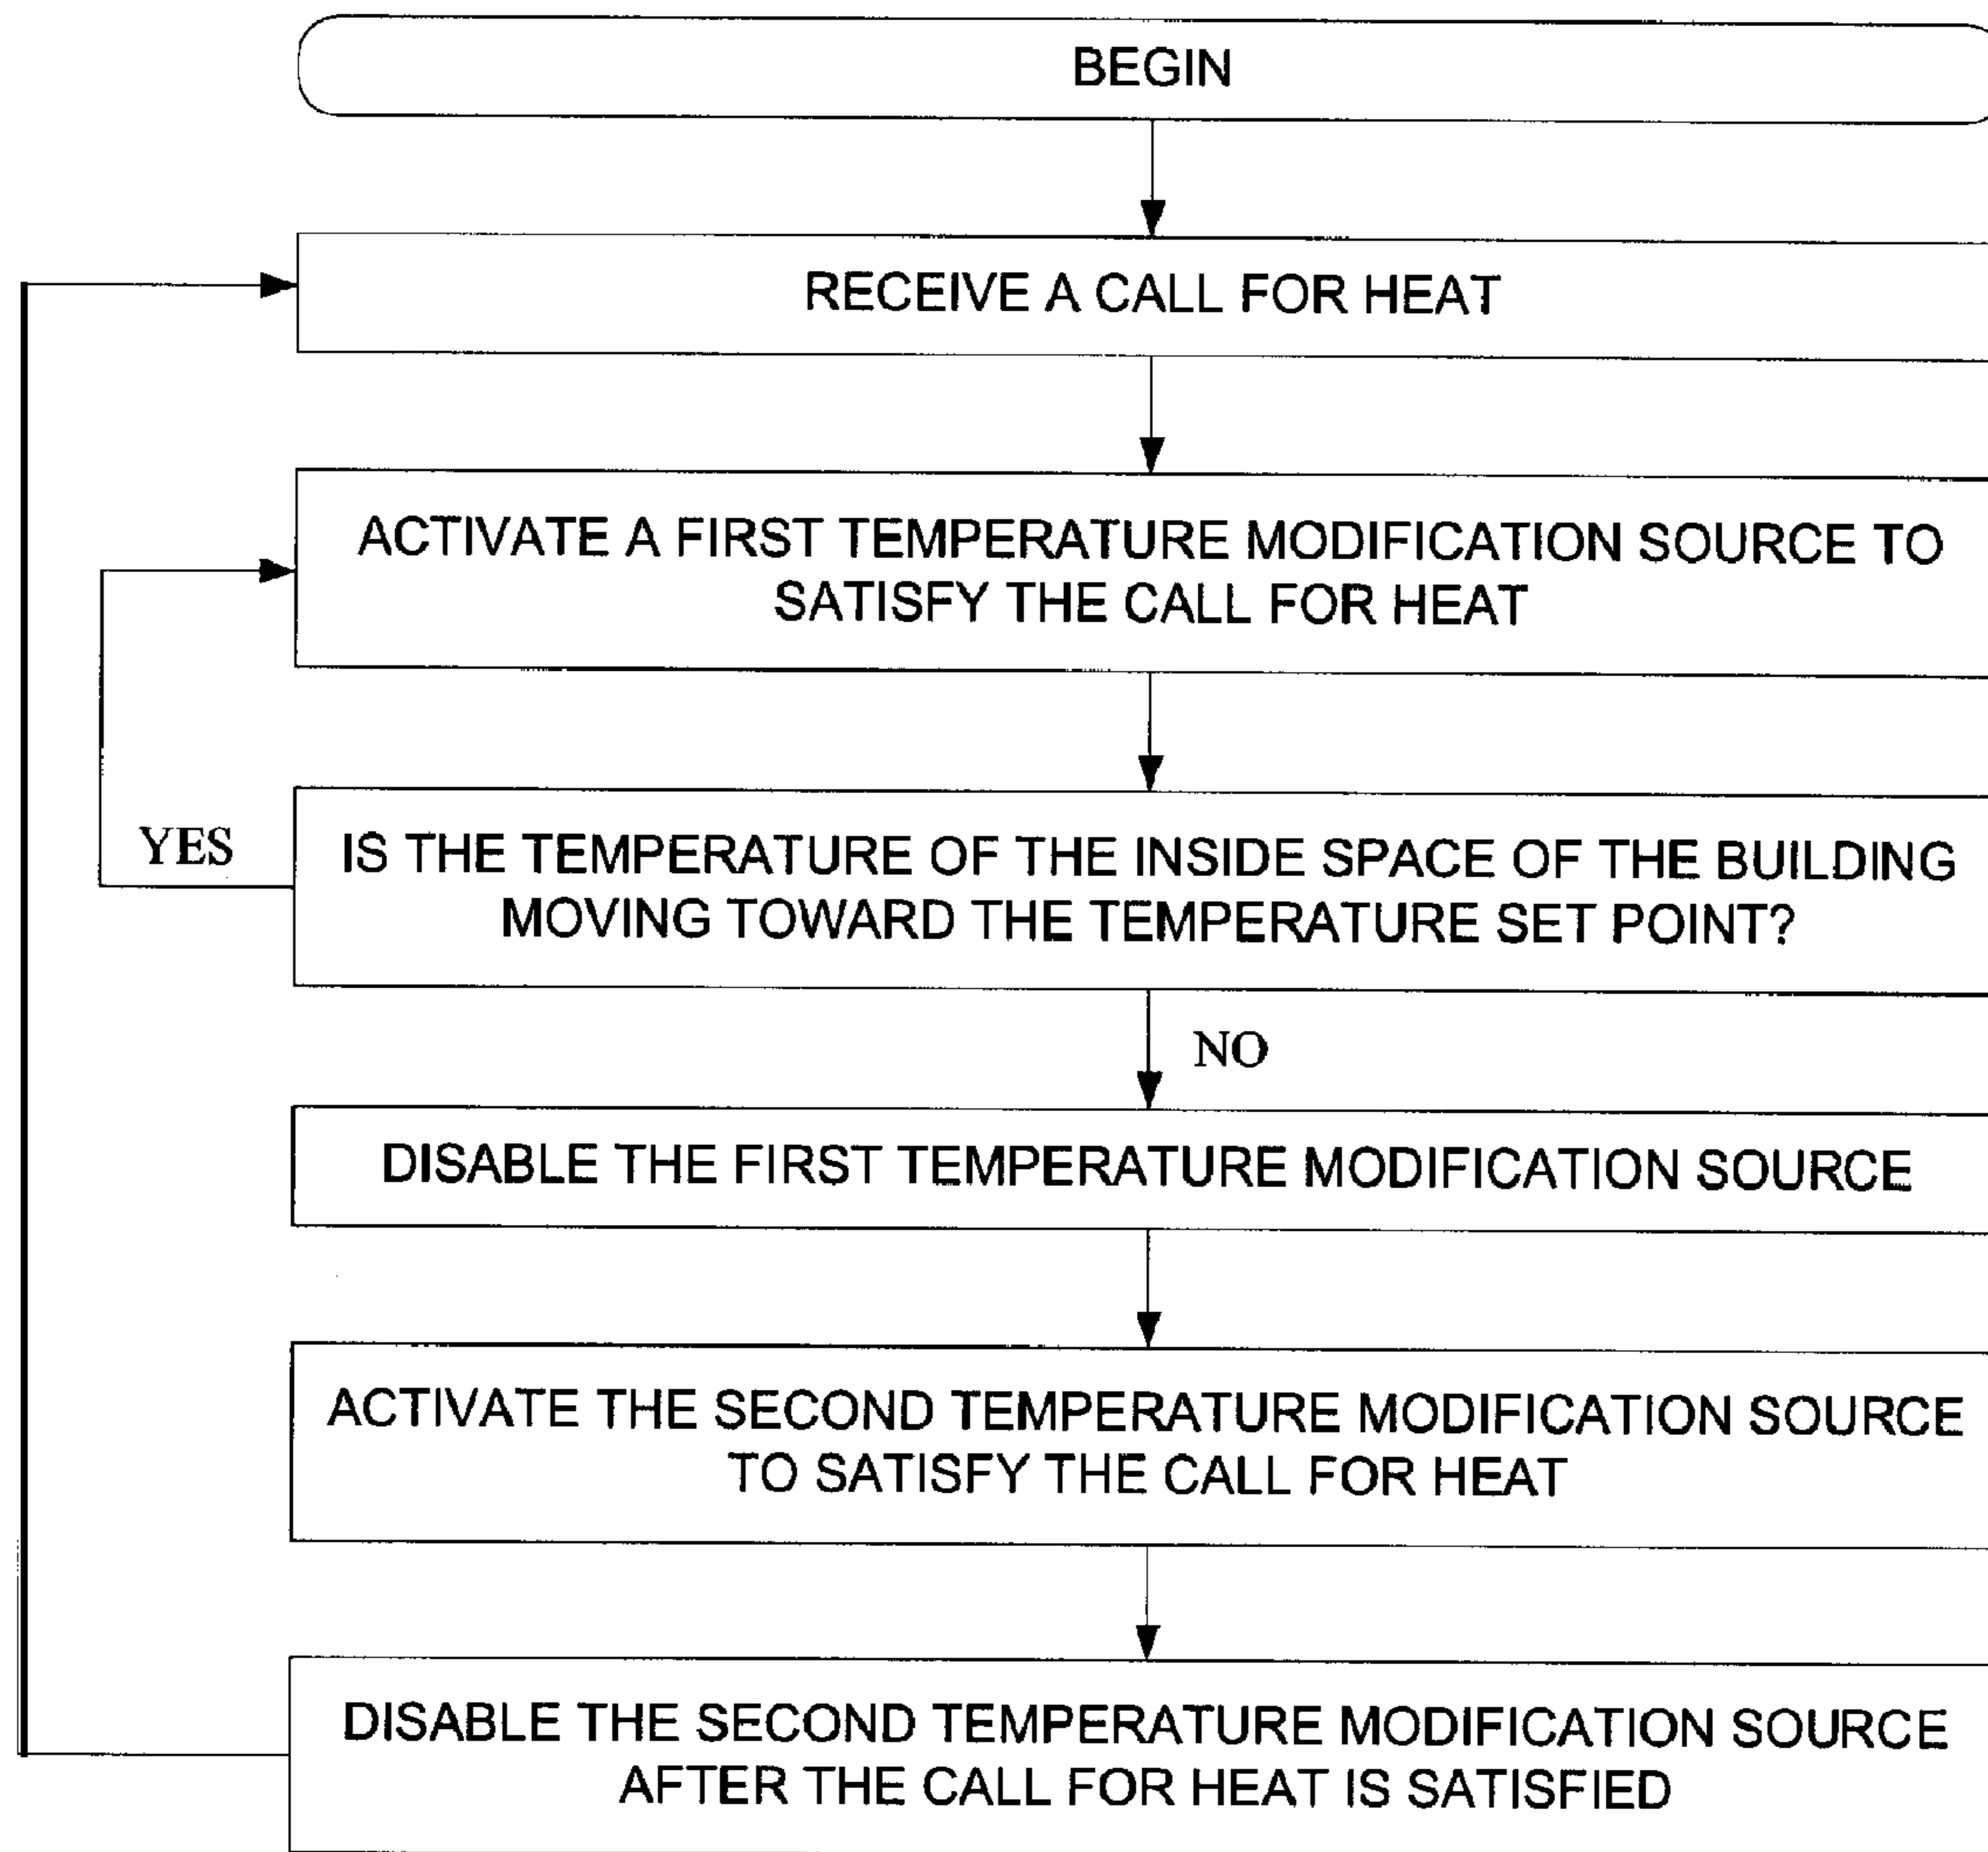 BEGIN
RECEIVE A CALL FOR HEAT
ACTIVATE A FIRST TEMPERATURE MODIFICATION SOURCE TO
SATISFY THE CALL FOR HEAT
YES
IS THE TEMPERATURE OF THE INSIDE SPACE OF THE BUILDING
MOVING TOWARD THE TEMPERATURE SET POINT?
NO
DISABLE THE FIRST TEMPERATURE MODIFICATION SOURCE
ACTIVATE THE SECOND TEMPERATURE MODIFICATION SOURCE
TO SATISFY THE CALL FOR HEAT
DISABLE THE SECOND TEMPERATURE MODIFICATION SOURCE
AFTER THE CALL FOR HEAT IS SATISFIED